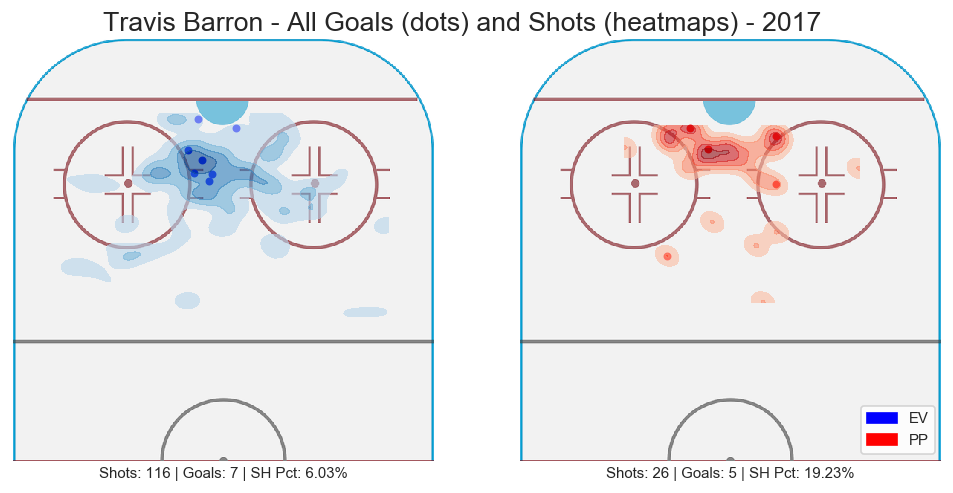 Travis Barron - All Goals (dots) and Shots (heatmaps) - 2017
EV
PP
Shots: 116 | Goals: 7 | SH Pct: 6.03%
Shots: 26 | Goals: 5 | SH Pct: 19.23%